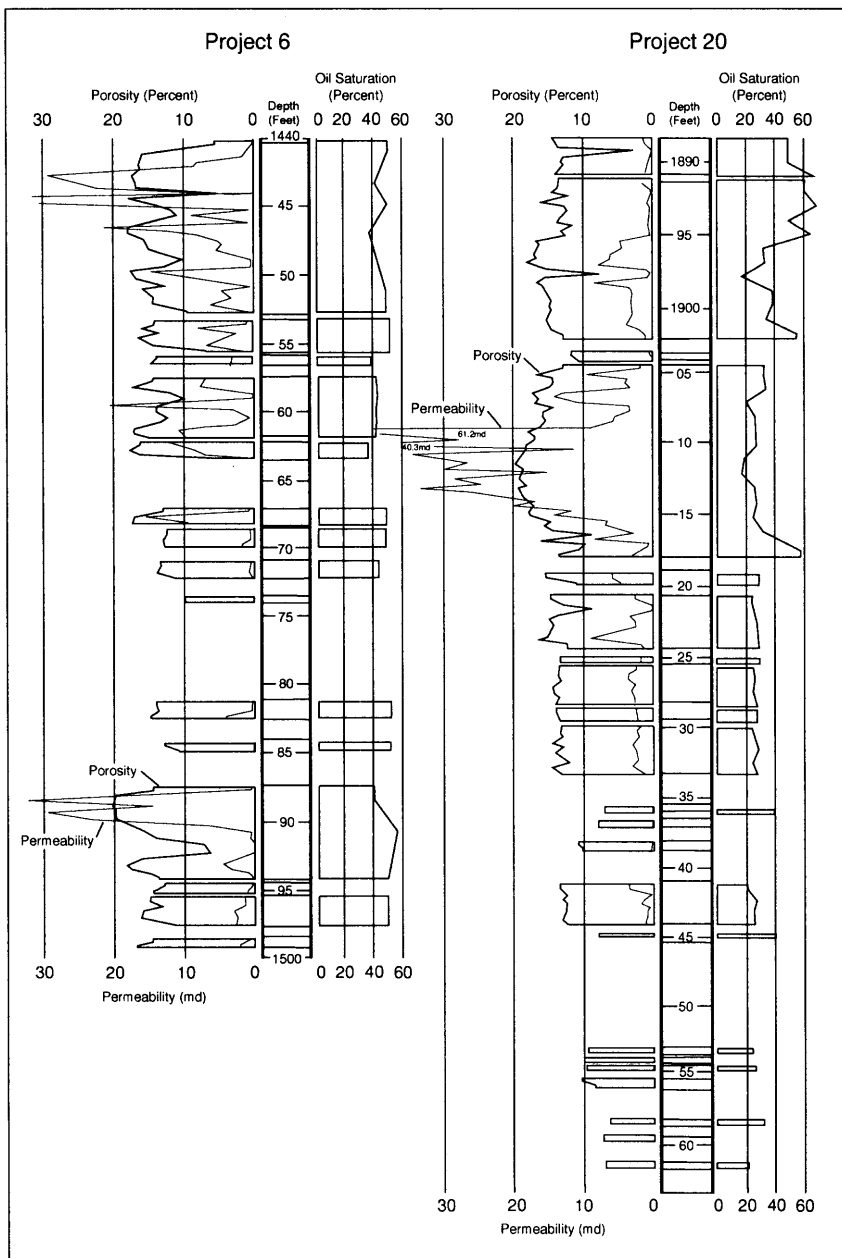 Project 6
Project 20
Oil Saturation
(Percent)
Porosity (Percent)
Depth
(Feet)
30 20 10 0
0 20 40 60
Oil Saturation
(Percent)
Porosity (Percent)
Depth
(Feet)
30 20 10 0
0 20 40 60
1440
45
50
55
60
65
70
75
80
85
90
95
1500
Porosity
Permeability
30 20 10 0
0 20 40 60
Permeability (md)
1890
95
1900
05
10
15
20
25
30
35
40
45
50
55
60
Porosity
Permeability
61.2md
40.3md
30 20 10 0
0 20 40 60
Permeability (md)